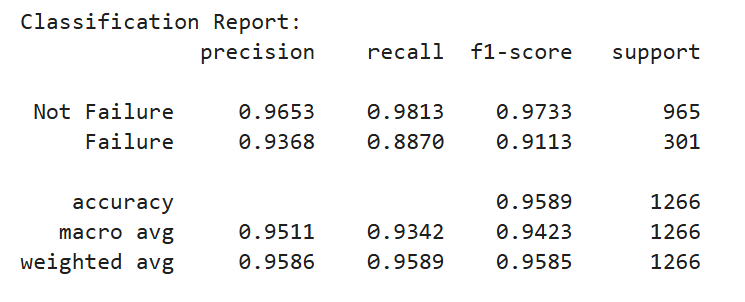 Classification Report:
precision recall f1-score support
Not Failure 0.9653 0.9813 0.9733 965
Failure 0.9368 0.8870 0.9113 301
accuracy 0.9589 1266
macro avg 0.9511 0.9342 0.9423 1266
weighted avg 0.9586 0.9589 0.9585 1266